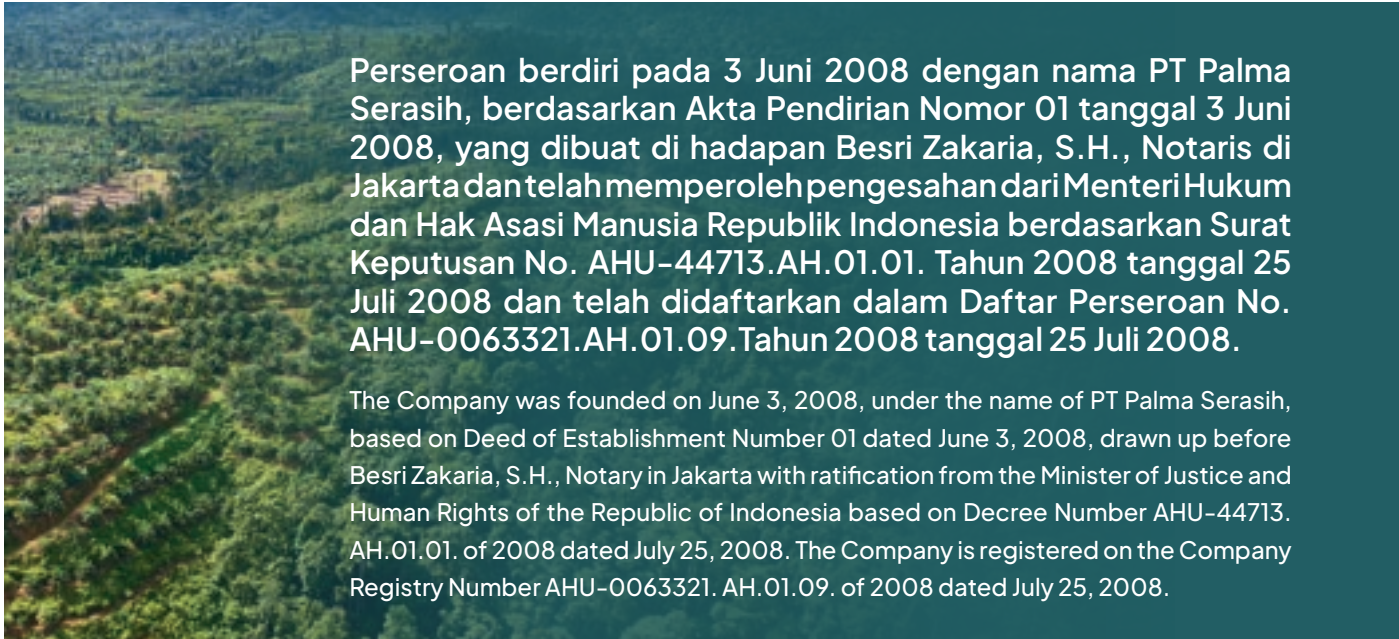 Perseroan berdiri pada 3 Juni 2008 dengan nama PT Palma
Serasih, berdasarkan Akta Pendirian Nomor 01 tanggal 3 Juni
2008, yang dibuat di hadapan Besri Zakaria, S.H., Notaris di
Jakarta dan telah memperoleh pengesahan dari Menteri Hukum
dan Hak Asasi Manusia Republik Indonesia berdasarkan Surat
Keputusan No. AHU-44713.AH.01.01. Tahun 2008 tanggal 25
Juli 2008 dan telah didaftarkan dalam Daftar Perseroan No.
AHU-0063321.AH.01.09.Tahun 2008 tanggal 25 Juli 2008.
The Company was founded on June 3, 2008, under the name of PT Palma Serasih,
based on Deed of Establishment Number 01 dated June 3, 2008, drawn up before
Besri Zakaria, S.H., Notary in Jakarta with ratification from the Minister of Justice and
Human Rights of the Republic of Indonesia based on Decree Number AHU-44713.
AH.01.01. of 2008 dated July 25, 2008. The Company is registered on the Company
Registry Number AHU-0063321. AH.01.09. of 2008 dated July 25, 2008.